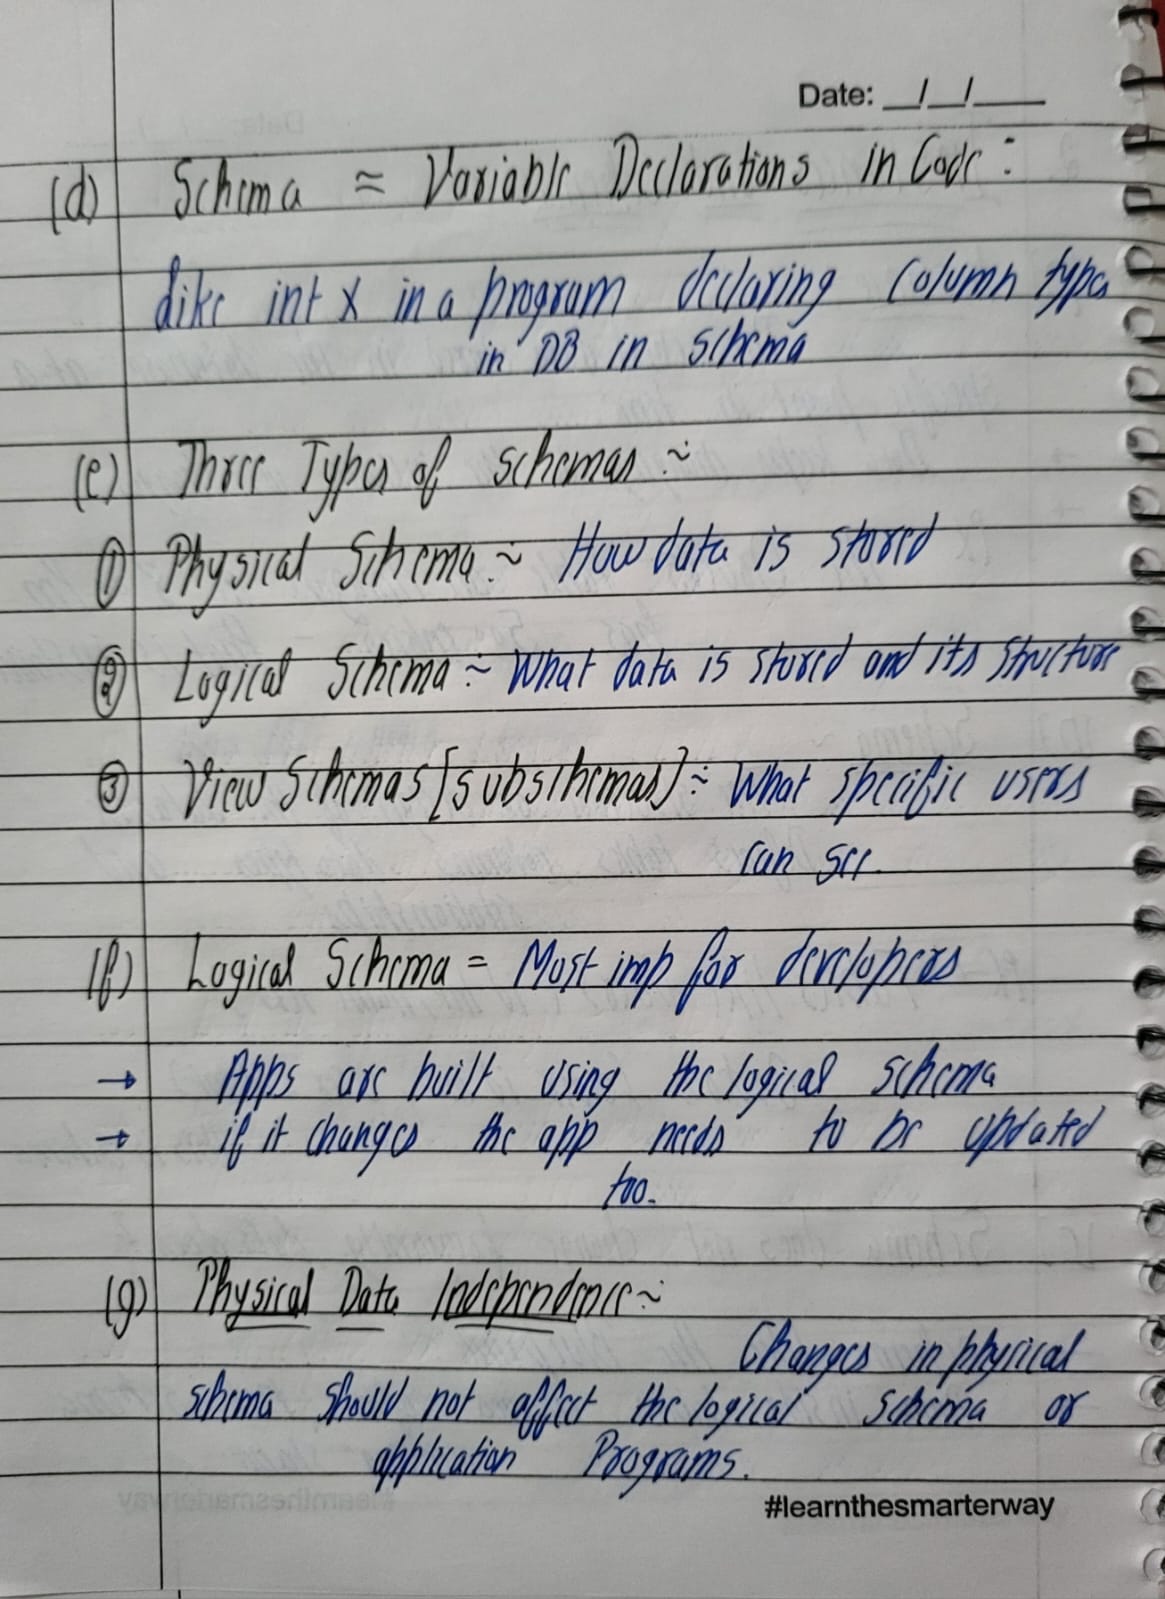 Date: __/__/____
(d) Schema ≈ Variable Declarations in Code :
like int x in a program declaring column types
in DB in schema
(e) Three Types of schemas :~
① Physical Schema :~ How data is stored
② Logical Schema :~ What data is stored and its structure
③ View Schemas [subschemas] :~ What specific users
can see.
(f) Logical Schema = Most imp for developers
→ Apps are built using the logical schema
→ if it changes the app needs to be updated
too.
(g) Physical Data Independence :~
Changes in physical
schema should not affect the logical schema or
application Programs.
#learnthesmarterway